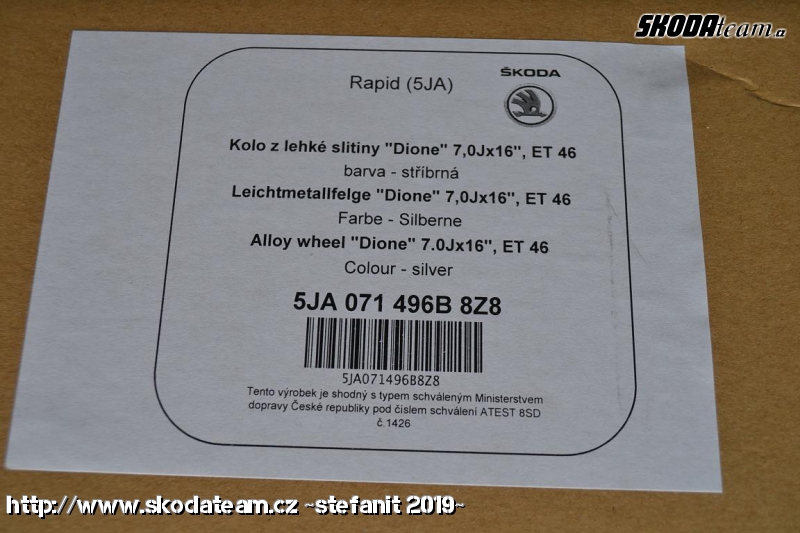 SKODAteam.cz
ŠKODA
Rapid (5JA)
Kolo z lehké slitiny "Dione" 7,0Jx16", ET 46
barva - stříbrná
Leichtmetallfelge "Dione" 7,0Jx16", ET 46
Farbe - Silberne
Alloy wheel "Dione" 7.0Jx16", ET 46
Colour - silver
5JA 071 496B 8Z8
5JA071496B8Z8
Tento výrobek je shodný s typem schváleným Ministerstvem
dopravy České republiky pod číslem schválení ATEST 8SD
č.1426
http://www.skodateam.cz ~stefanit 2019~